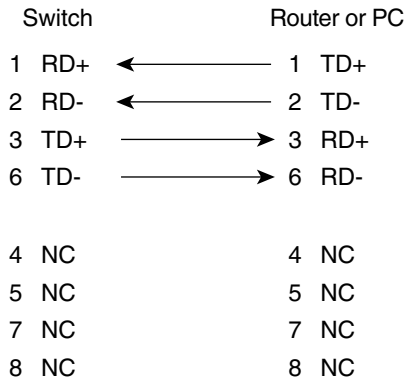 Switch Router or PC
1 RD+ 1 TD+
2 RD- 2 TD-
3 TD+ 3 RD+
6 TD- 6 RD-
4 NC 4 NC
5 NC 5 NC
7 NC 7 NC
8 NC 8 NC